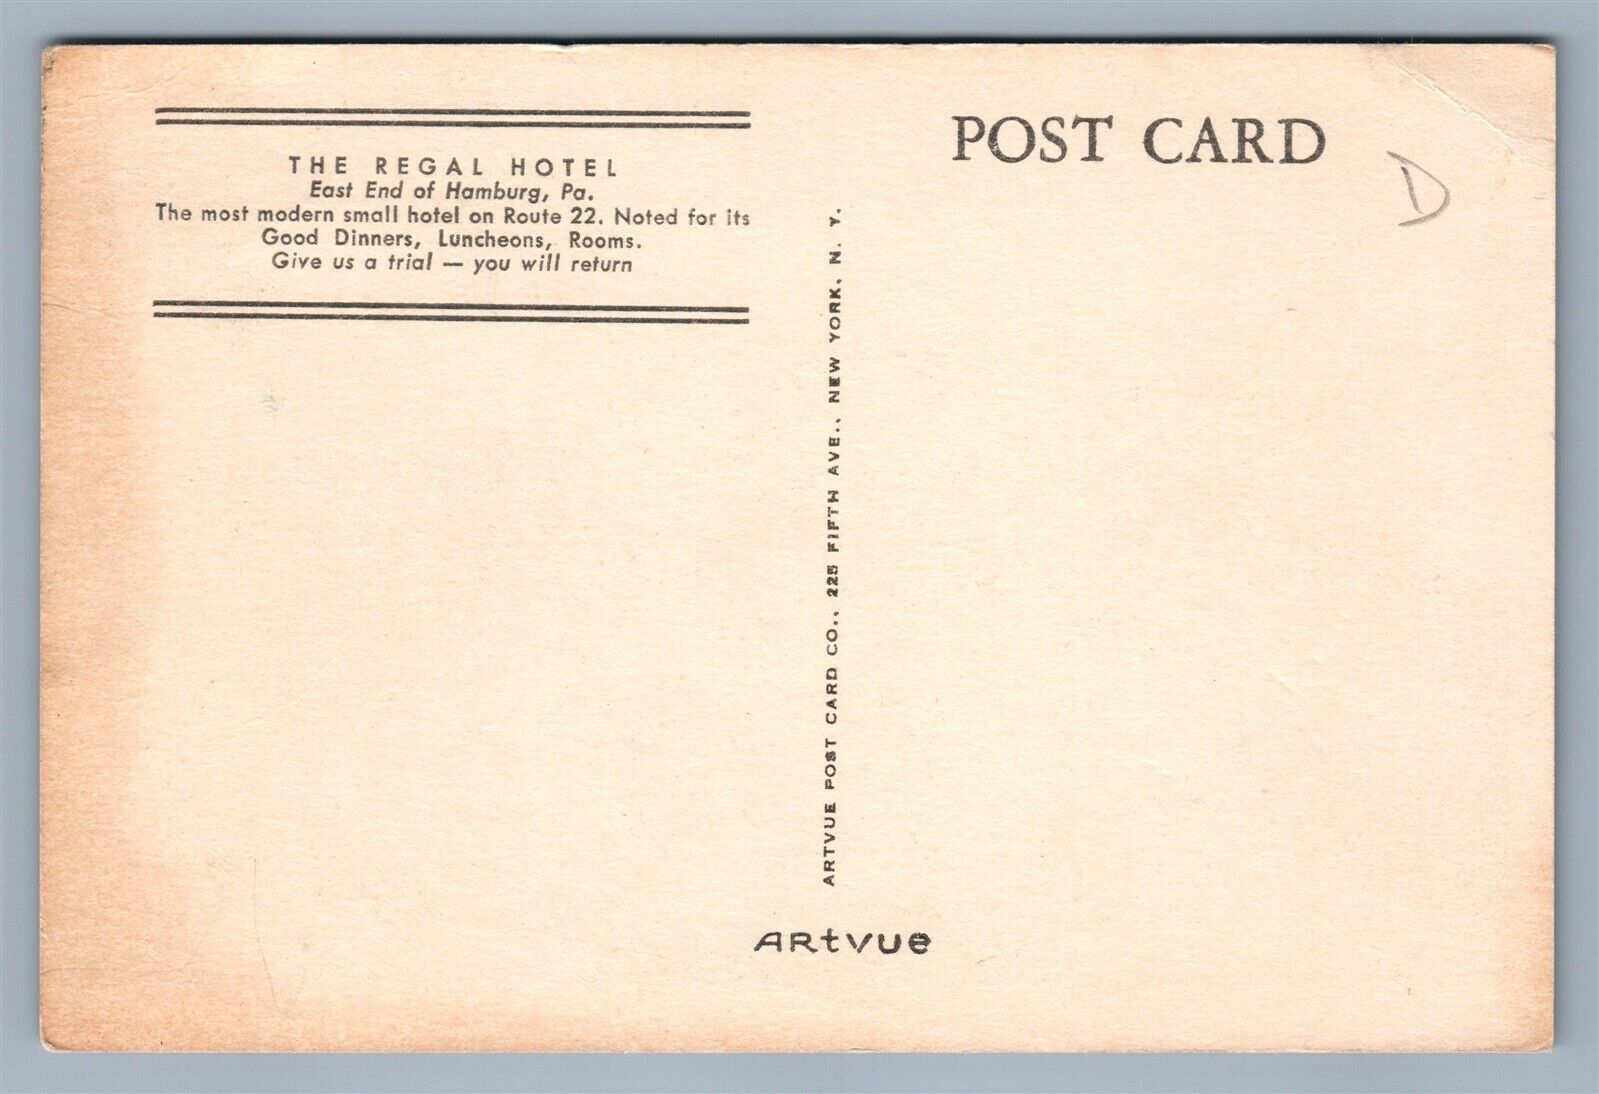 THE REGAL HOTEL
East End of Hamburg, Pa.
The most modern small hotel on Route 22. Noted for its
Good Dinners, Luncheons, Rooms.
Give us a trial — you will return
POST CARD
D
ARTVUE POST CARD CO., 225 FIFTH AVE., NEW YORK, N. Y.
ARtvue